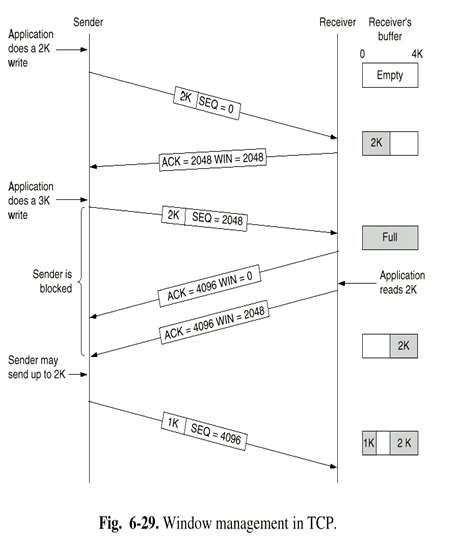 Sender
Receiver
Receiver's
buffer
Application
does a 2K
write
0
4K
Empty
2K
SEQ = 0
2K
ACK = 2048 WIN = 2048
Application
does a 3K
write
2K
SEQ = 2048
Full
Sender is
blocked
ACK = 4096 WIN = 0
Application
reads 2K
ACK = 4096 WIN = 2048
2K
Sender may
send up to 2K
1K
SEQ = 4096
1K
2 K
Fig. 6-29. Window management in TCP.